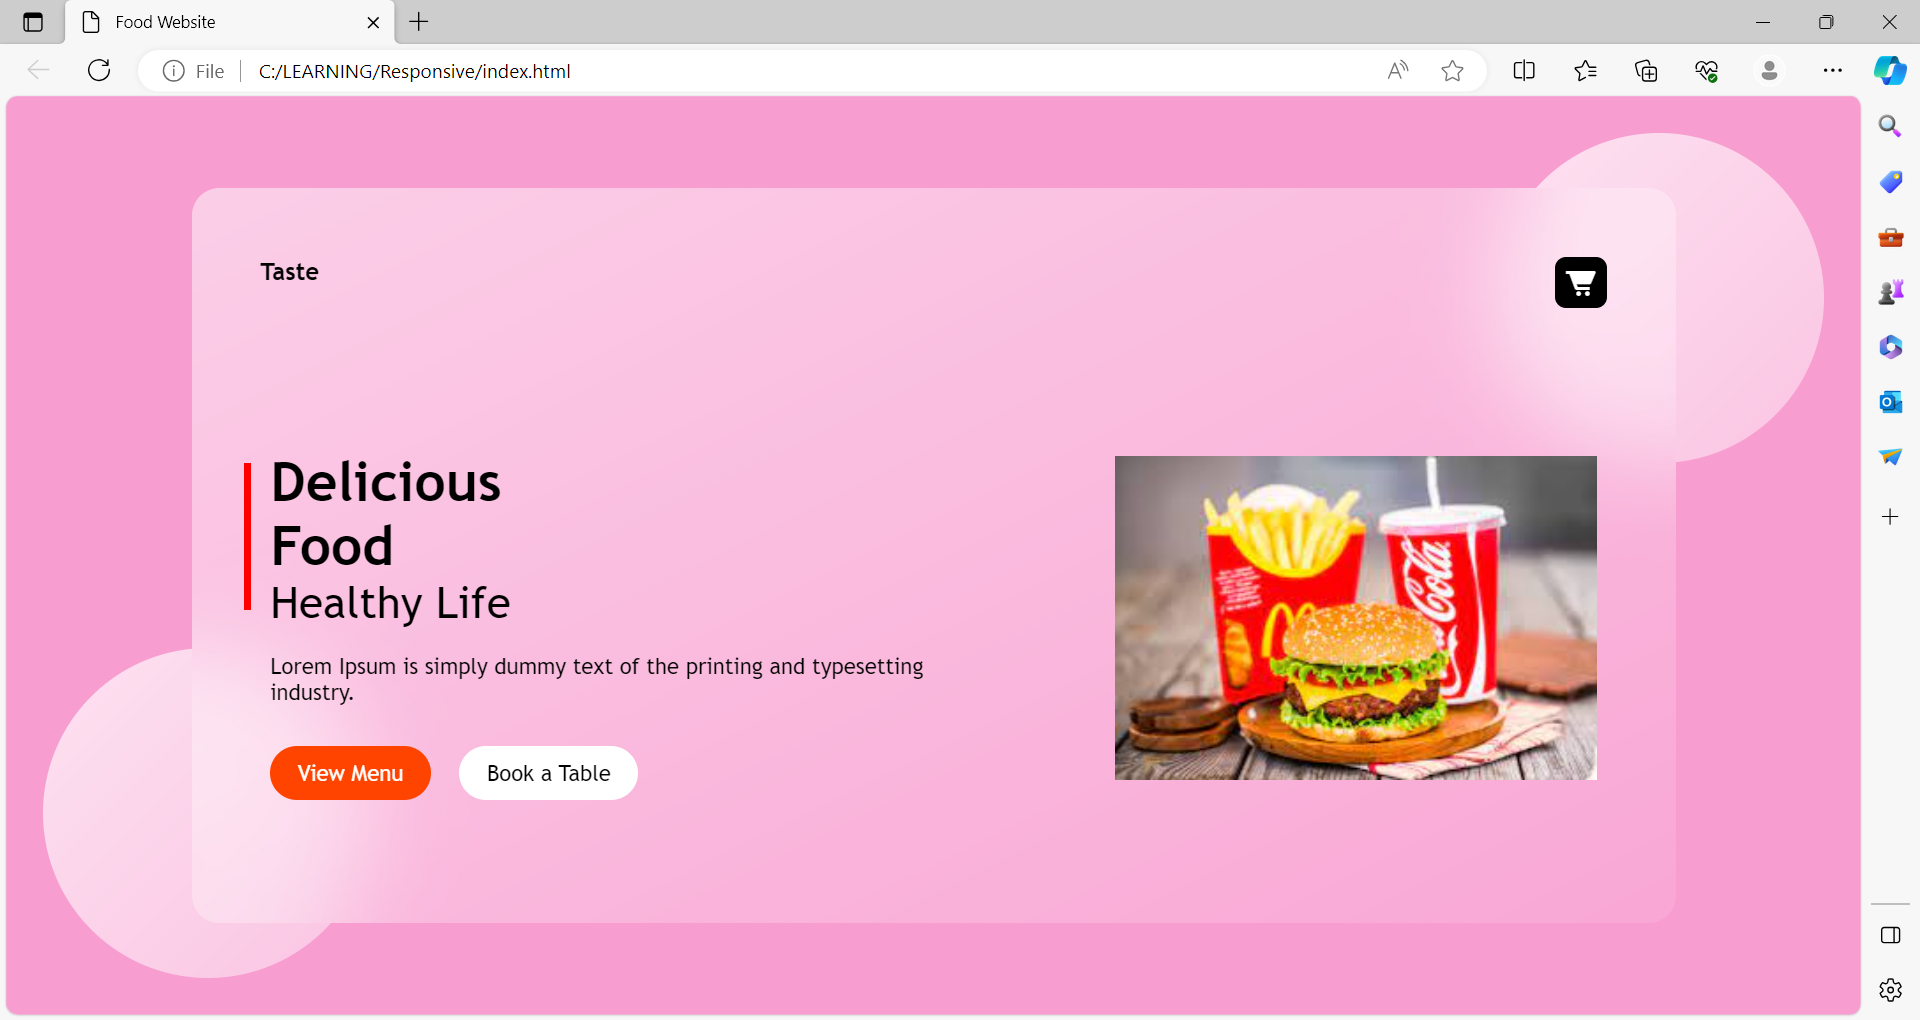 Food Website
File
C:/LEARNING/Responsive/index.html
Taste
Delicious
Food
Healthy Life
Lorem Ipsum is simply dummy text of the printing and typesetting
industry.
View Menu
Book a Table
Cola